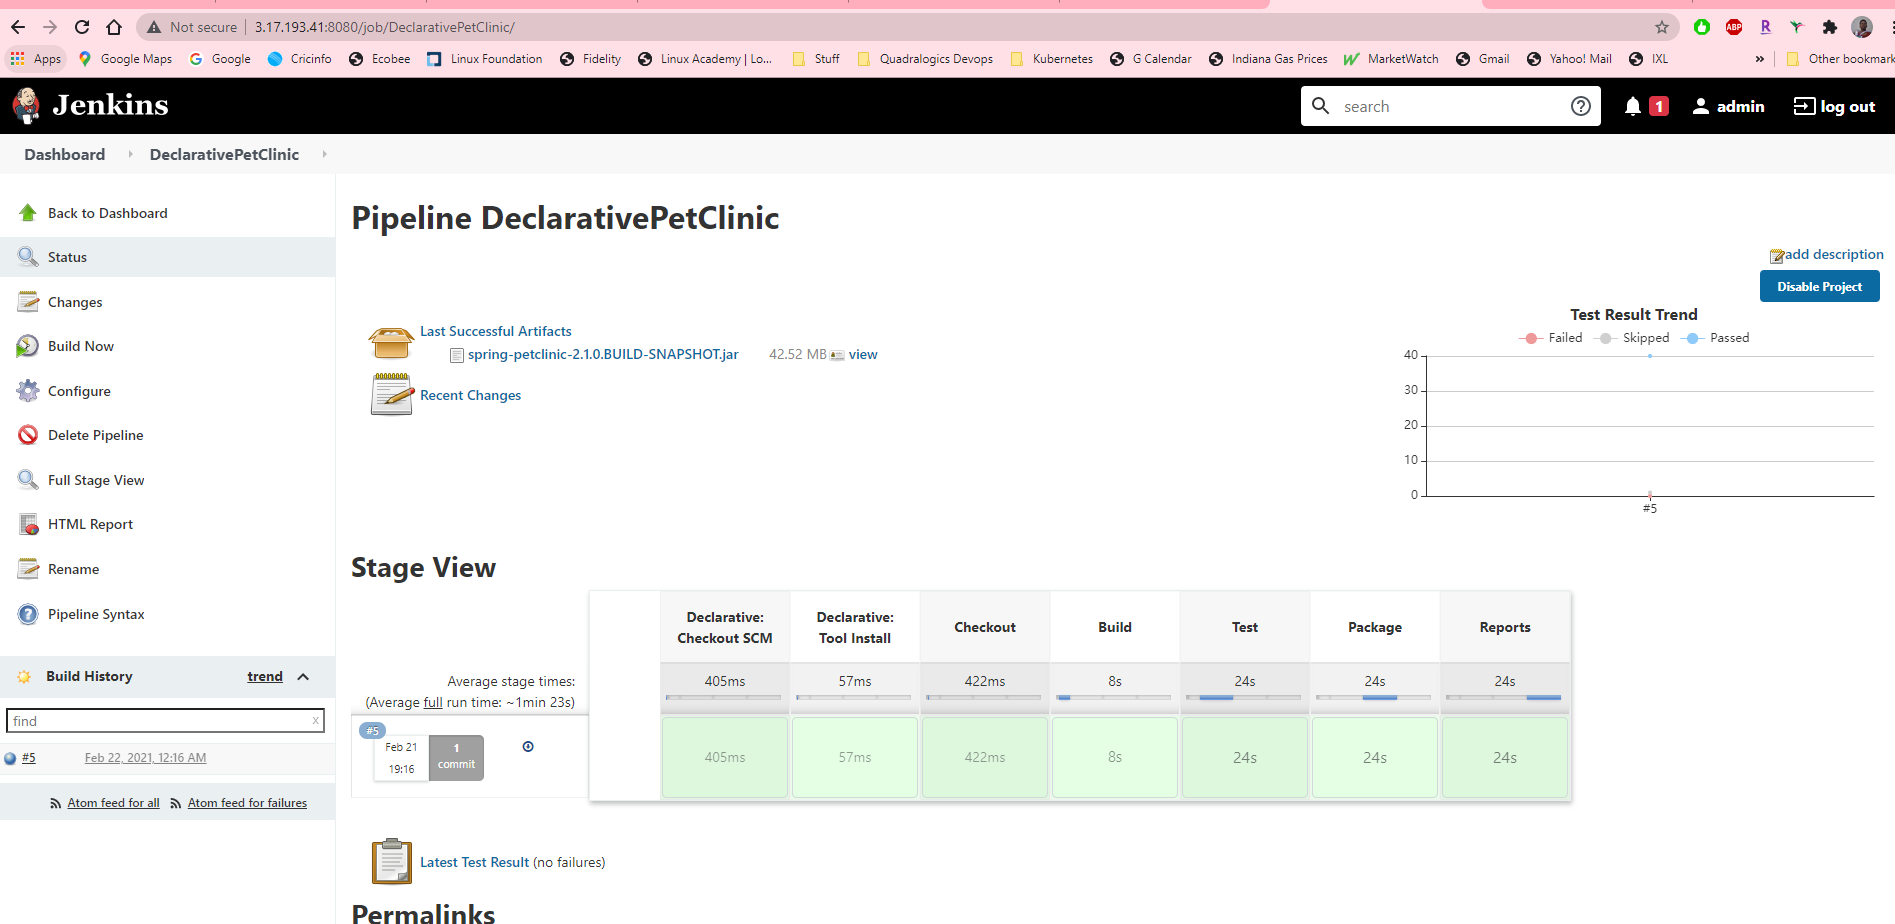 Not secure 3.17.193.41:8080/job/DeclarativePetClinic/ ABP R
Apps Google Maps Google Cricinfo Ecobee Linux Foundation Fidelity Linux Academy | Lo... Stuff Quadralogics Devops Kubernetes G Calendar Indiana Gas Prices MarketWatch Gmail Yahoo! Mail IXL » Other bookmark
Jenkins search ? 1 admin log out
Dashboard DeclarativePetClinic
Back to Dashboard
Status
Changes
Build Now
Configure
Delete Pipeline
Full Stage View
HTML Report
Rename
Pipeline Syntax
Build History trend
find x
#5 Feb 22, 2021, 12:16 AM
Atom feed for all Atom feed for failures
Pipeline DeclarativePetClinic
add description
Disable Project
Last Successful Artifacts
spring-petclinic-2.1.0.BUILD-SNAPSHOT.jar 42.52 MB view
Recent Changes
Test Result Trend
Failed Skipped Passed
40
30
20
10
0
#5
Stage View
Declarative: Declarative:
Checkout SCM Tool Install Checkout Build Test Package Reports
Average stage times: 405ms 57ms 422ms 8s 24s 24s 24s
(Average full run time: ~1min 23s)
#5
Feb 21 1
19:16 commit
405ms 57ms 422ms 8s 24s 24s 24s
Latest Test Result (no failures)
Permalinks